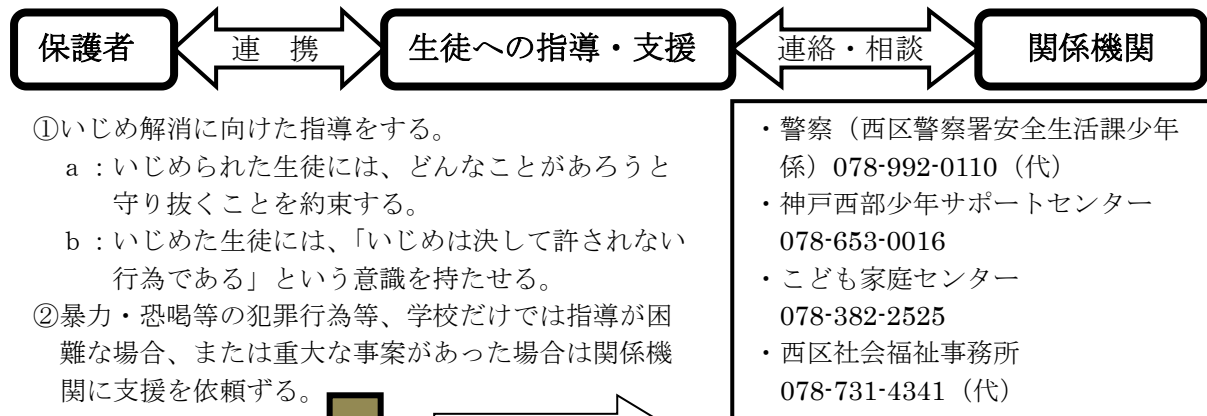 保護者
連　携
生徒への指導・支援
連絡・相談
関係機関
①いじめ解消に向けた指導をする。
ａ：いじめられた生徒には、どんなことがあろうと
守り抜くことを約束する。
ｂ：いじめた生徒には、「いじめは決して許されない
行為である」という意識を持たせる。
②暴力・恐喝等の犯罪行為等、学校だけでは指導が困
難な場合、または重大な事案があった場合は関係機
関に支援を依頼ずる。
・警察（西区警察署安全生活課少年
係）078-992-0110（代）
・神戸西部少年サポートセンター
078-653-0016
・こども家庭センター
078-382-2525
・西区社会福祉事務所
078-731-4341（代）